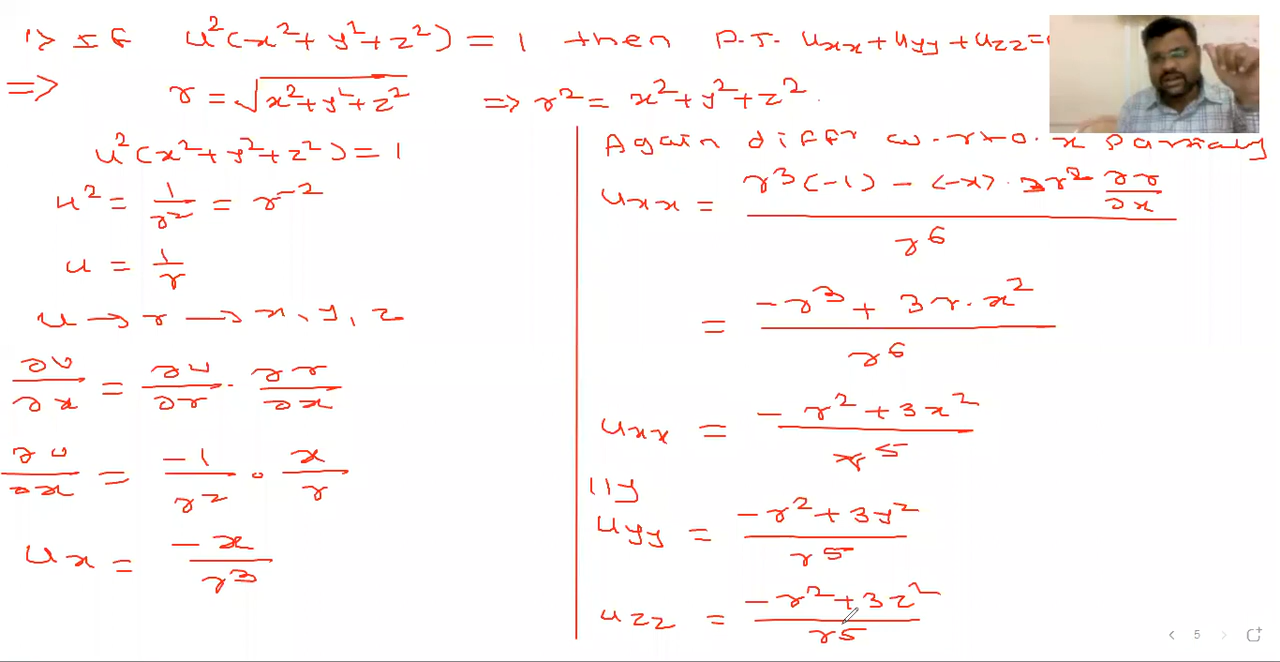 1> If u²(x²+y²+z²) = 1 then P.T. uxx+uyy+uzz=
=> r = √x²+y²+z² => r² = x²+y²+z².
u²(x²+y²+z²) = 1
u² = 1/r² = r⁻²
u = 1/r
u → r → x, y, z
∂u/∂x = ∂u/∂r · ∂r/∂x
∂u/∂x = -1/r² · x/r
ux = -x/r³
Again diffr w.r.to. x partially
uxx = r³(-1) - (-x)·3r² ∂r/∂x / r⁶
= -r³ + 3r·x² / r⁶
uxx = -r² + 3x² / r⁵
lly
uyy = -r² + 3y² / r⁵
uzz = -r² + 3z² / r5
< 5 >